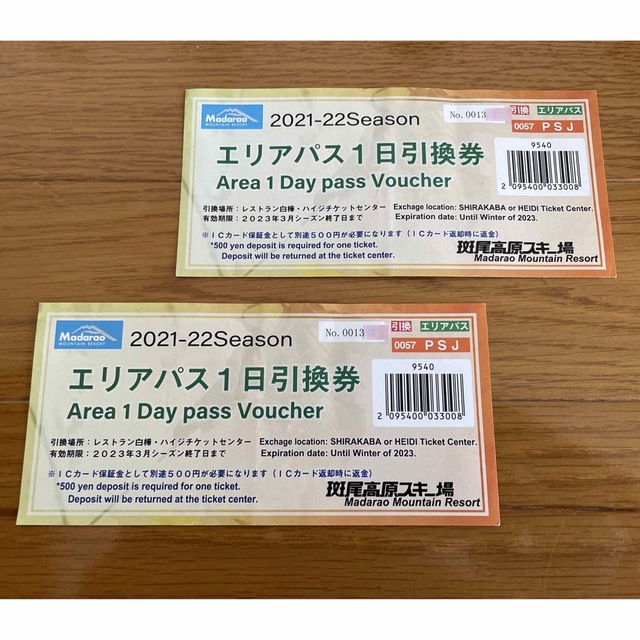 Madarao
MOUNTAIN RESORT
2021-22Season
No.0013
引換
エリアパス
0057 PSJ
エリアパス1日引換券
Area 1 Day pass Voucher
9540
2 095400 033008
引換場所：レストラン白樺・ハイジチケットセンター Exchage location: SHIRAKABA or HEIDI Ticket Center.
有効期限：2023年3月シーズン終了日まで Expiration date: Until Winter of 2023.
※ICカード保証金として別途500円が必要になります（ICカード返却時に返金）
*500 yen deposit is required for one ticket.
Deposit will be returned at the ticket center.
斑尾高原スキー場
Madarao Mountain Resort
Madarao
MOUNTAIN RESORT
2021-22Season
No.0013
引換
エリアパス
0057 PSJ
エリアパス1日引換券
Area 1 Day pass Voucher
9540
2 095400 033008
引換場所：レストラン白樺・ハイジチケットセンター Exchage location: SHIRAKABA or HEIDI Ticket Center.
有効期限：2023年3月シーズン終了日まで Expiration date: Until Winter of 2023.
※ICカード保証金として別途500円が必要になります（ICカード返却時に返金）
*500 yen deposit is required for one ticket.
Deposit will be returned at the ticket center.
斑尾高原スキー場
Madarao Mountain Resort